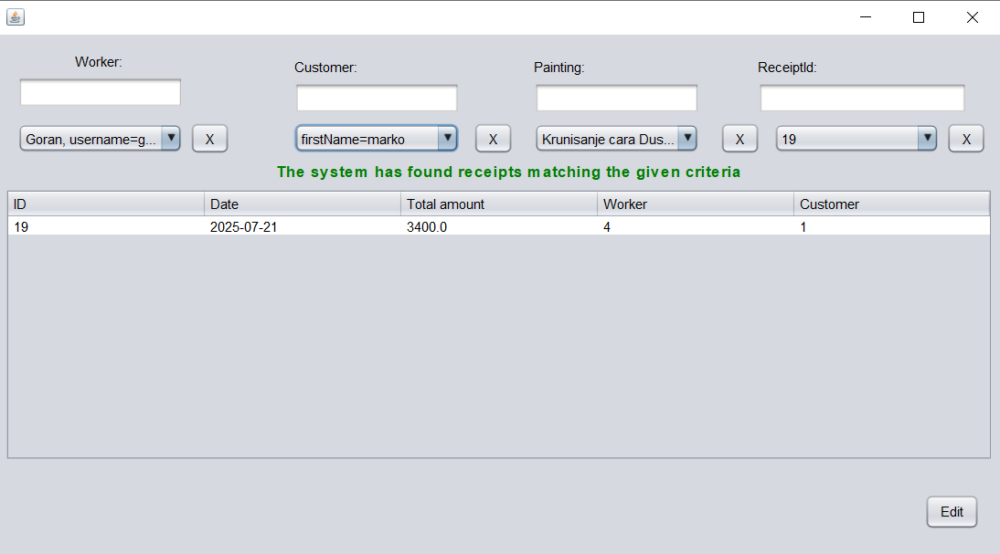 Worker: Customer: Painting: ReceiptId:
Goran, username=g... X firstName=marko X Krunisanje cara Dus... X 19 X
The system has found receipts matching the given criteria
ID Date Total amount Worker Customer
19 2025-07-21 3400.0 4 1
Edit